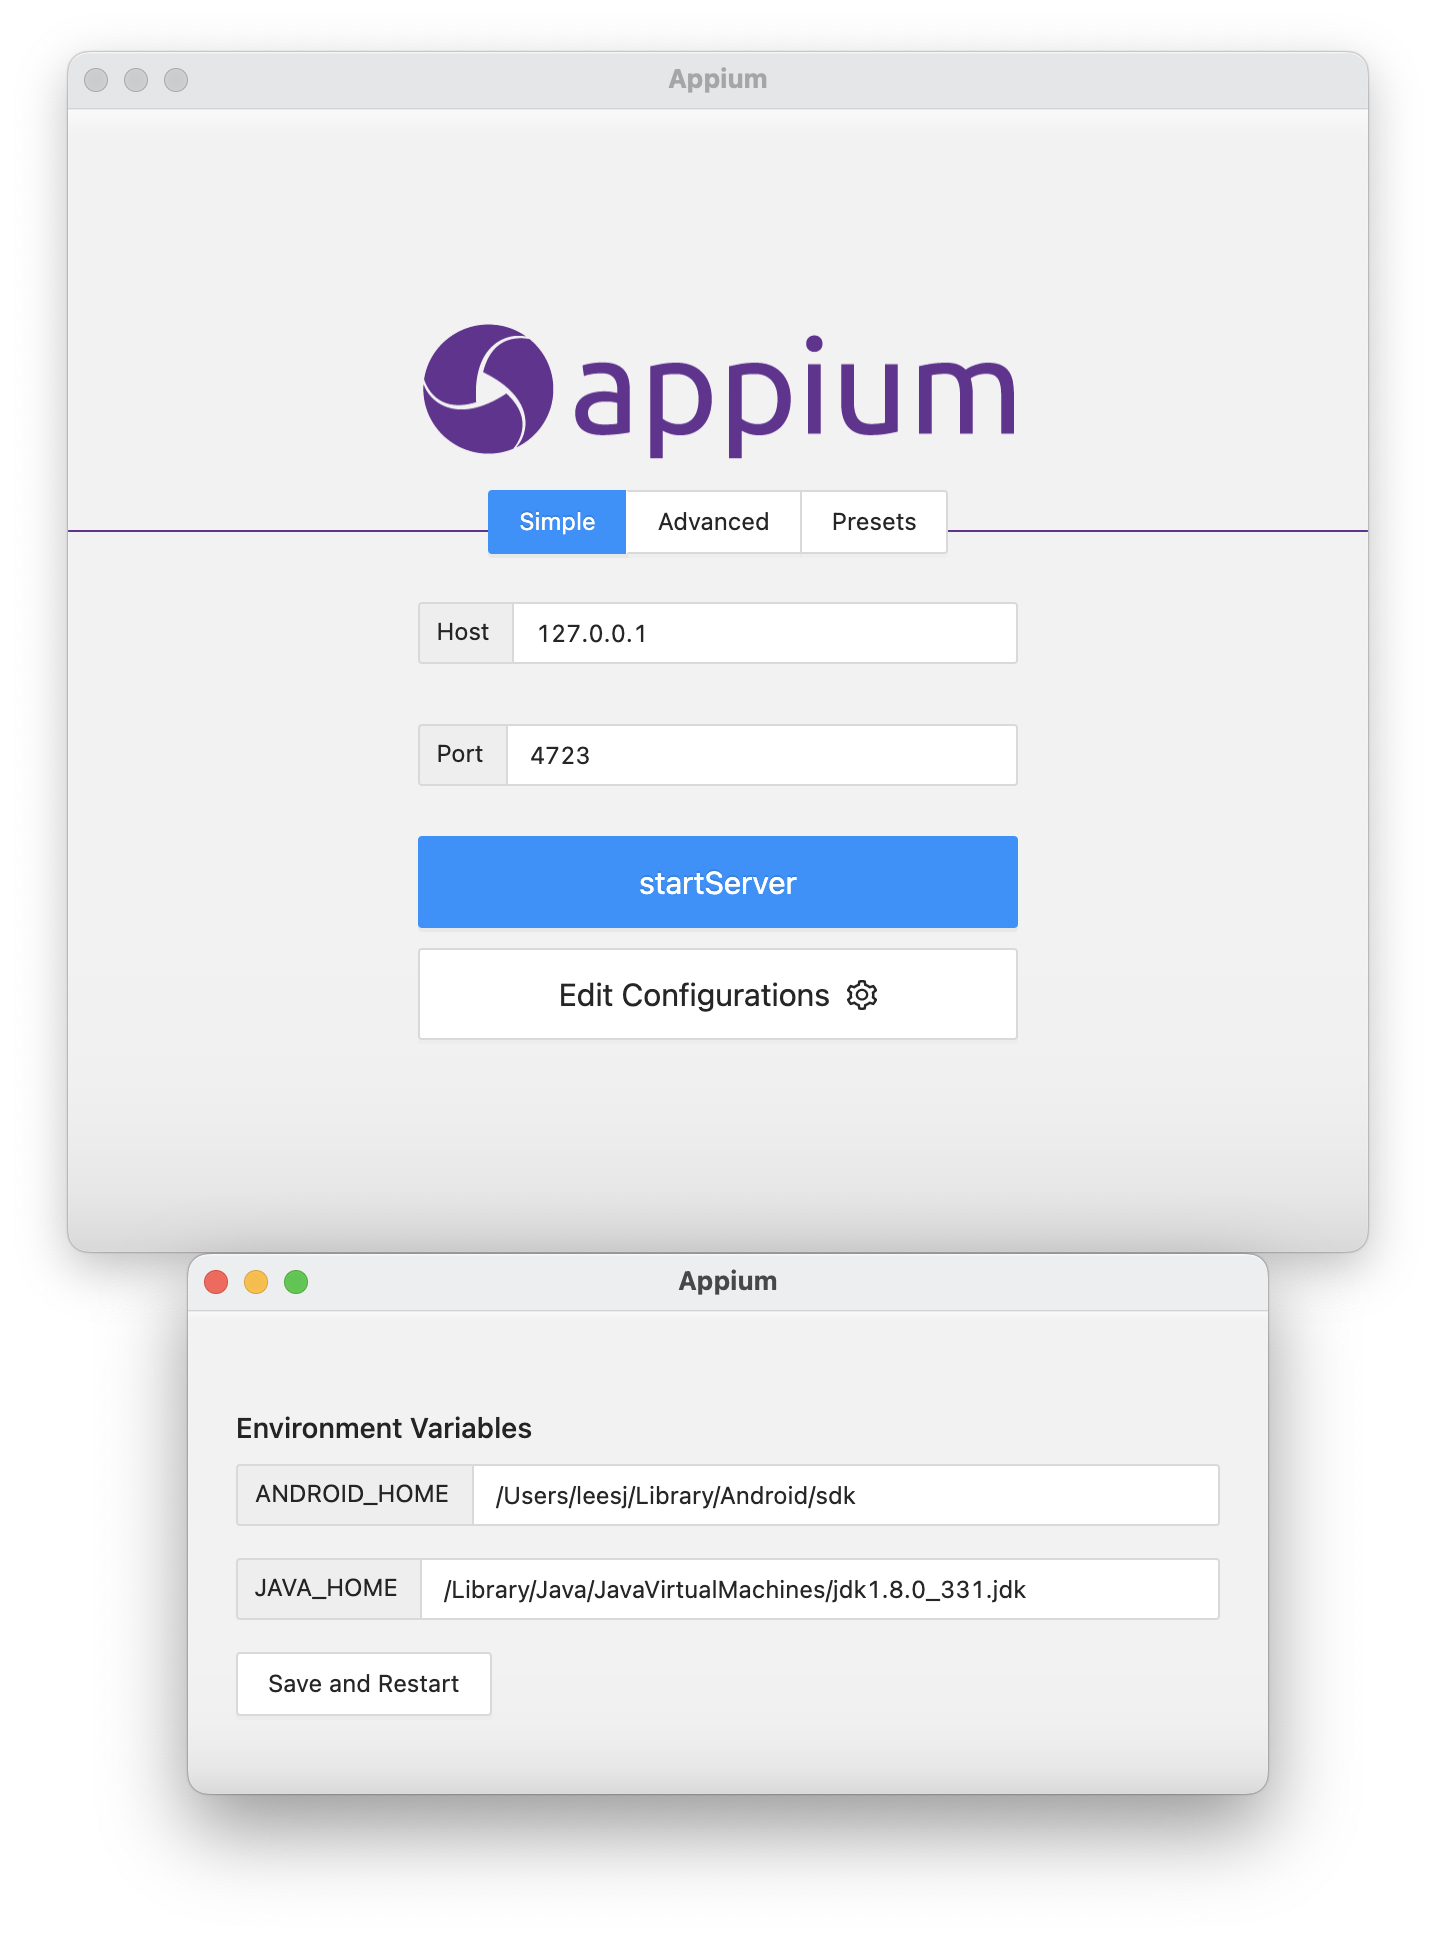 Appium
appium
Simple Advanced Presets
Host 127.0.0.1
Port 4723
startServer
Edit Configurations
Appium
Environment Variables
ANDROID_HOME /Users/leesj/Library/Android/sdk
JAVA_HOME /Library/Java/JavaVirtualMachines/jdk1.8.0_331.jdk
Save and Restart